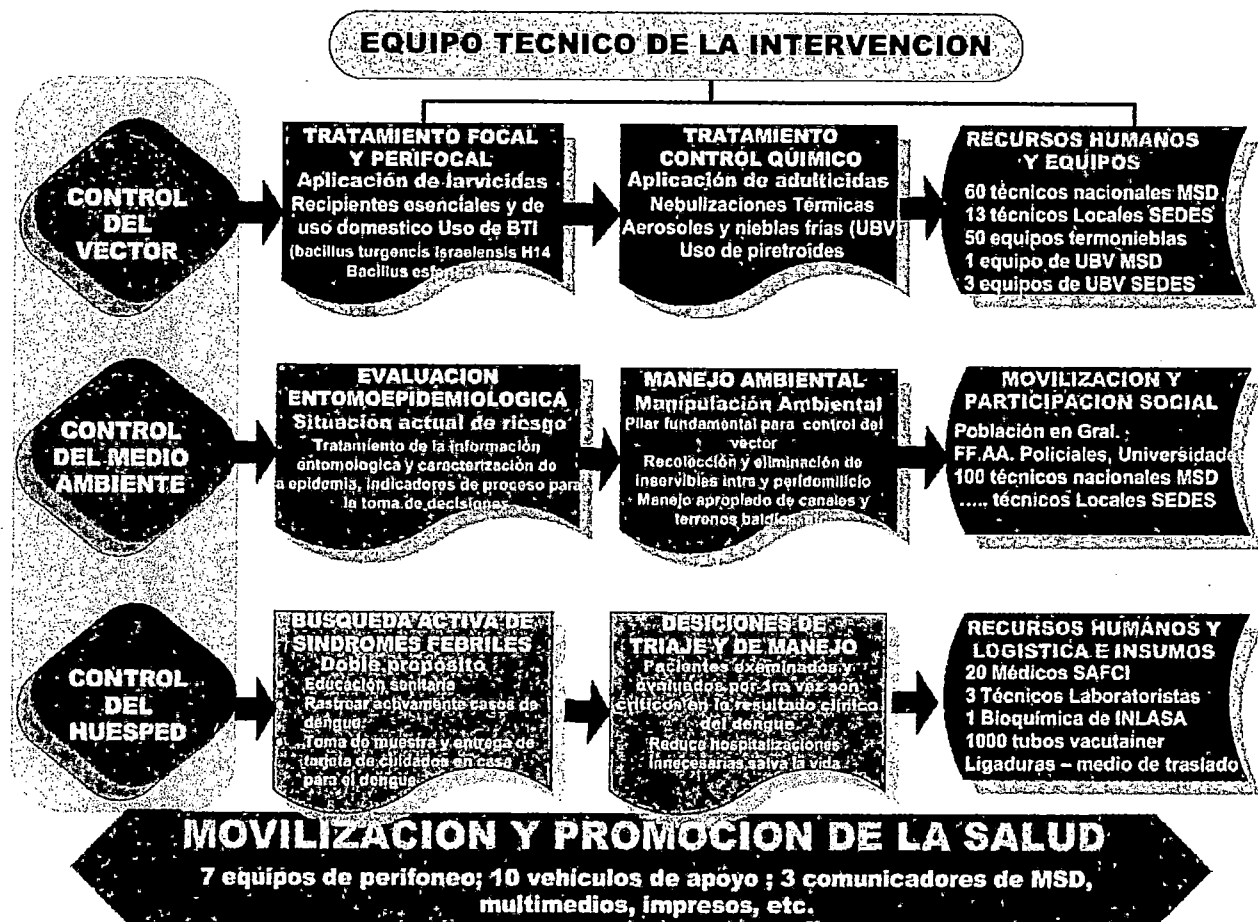 EQUIPO TECNICO DE LA INTERVENCION
CONTROL
DEL
VECTOR
TRATAMIENTO FOCAL
Y PERIFOCAL
Aplicación de larvicidas
Recipientes esenciales y de
uso domestico Uso de BTI
(bacillus turgencis Israelensis H14
Bacillus
TRATAMIENTO
CONTROL QUIMICO
Aplicación de adulticidas
Nebulizaciones Térmicas
Aerosoles y nieblas frías (UBV)
Uso de piretroides
RECURSOS HUMANOS
Y EQUIPOS
60 técnicos nacionales MSD
13 técnicos Locales SEDES
50 equipos termonieblas
1 equipo de UBV MSD
3 equipos de UBV SEDES
CONTROL
DEL MEDIO
AMBIENTE
EVALUACION
ENTOMOEPIDEMIOLOGICA
Situación actual de riesgo
Tratamiento de la información
entomologica y caracterización de
a epidemia, indicadores de proceso para
la toma de decisiones
MANEJO AMBIENTAL
Manipulación Ambiental
Pilar fundamental para control del
vector
Recolección y eliminación de
inservibles intra y peridomilicio
Manejo apropiado de canales y
terrenos baldios
MOVILIZACION Y
PARTICIPACION SOCIAL
Población en Gral.
FF.AA. Policiales, Universidade
100 técnicos nacionales MSD
..... técnicos Locales SEDES
CONTROL
DEL
HUESPED
BUSQUEDA ACTIVA DE
SINDROMES FEBRILES
Doble propósito
Educación sanitaria
Rastrear activamente casos de
dengue.
Toma de muestra y entrega de
tarjeta de cuidados en casa
para el dengue
DESICIONES DE
TRIAJE Y DE MANEJO
Pacientes examinados y
evaluados por 1ra vez son
críticos en el resultado clínico
del dengue
Reduce hospitalizaciones
innecesarias salva la vida
RECURSOS HUMANOS Y
LOGISTICA E INSUMOS
20 Médicos SAFCI
3 Técnicos Laboratoristas
1 Bioquímica de INLASA
1000 tubos vacutainer
Ligaduras – medio de traslado
MOVILIZACION Y PROMOCION DE LA SALUD
7 equipos de perifoneo; 10 vehículos de apoyo ; 3 comunicadores de MSD,
multimedios, impresos, etc.